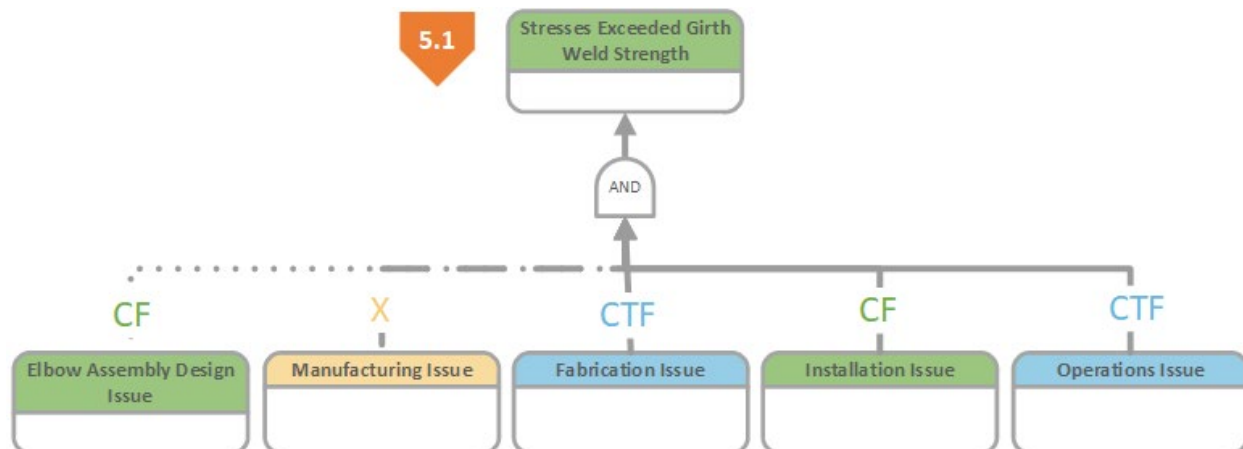 5.1
Stresses Exceeded Girth
Weld Strength
AND
CF
X
CTF
CF
CTF
Elbow Assembly Design
Issue
Manufacturing Issue
Fabrication Issue
Installation Issue
Operations Issue